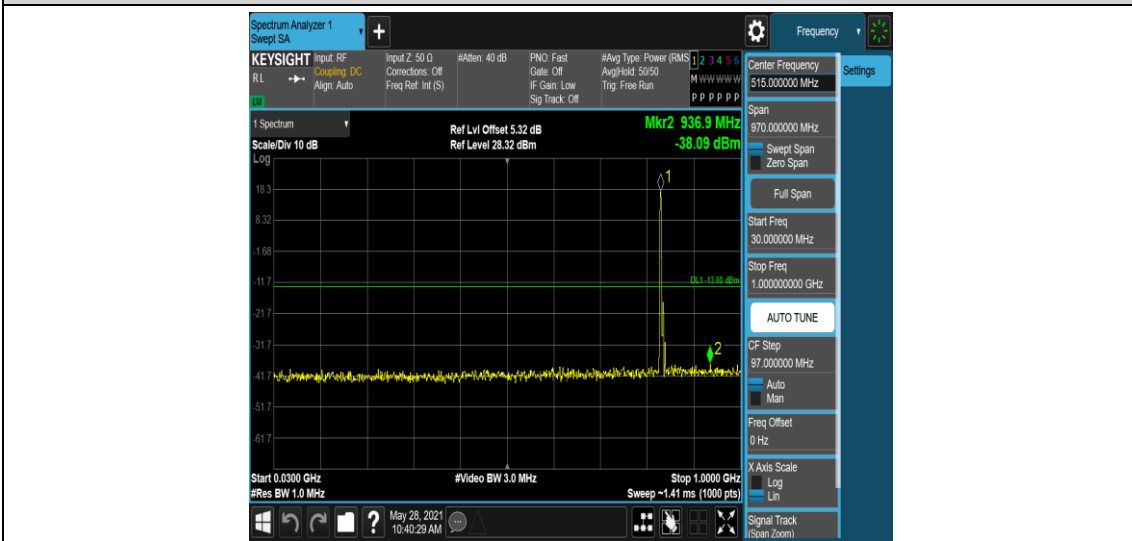 Spectrum Analyzer 1
Swept SA
+
Frequency
KEYSIGHT
RL
LXI
Input: RF
Coupling: DC
Align: Auto
Input Z: 50 Ω
Corrections: Off
Freq Ref: Int (S)
#Atten: 40 dB
PNO: Fast
Gate: Off
IF Gain: Low
Sig Track: Off
#Avg Type: Power (RMS
Avg|Hold: 50/50
Trig: Free Run
1 2 3 4 5 6
M W W W W W
P P P P P P
Center Frequency
515.000000 MHz
Settings
1 Spectrum
Scale/Div 10 dB
Log
Ref Lvl Offset 5.32 dB
Ref Level 28.32 dBm
Mkr2 936.9 MHz
-38.09 dBm
18.3
8.32
-1.68
-11.7
-21.7
-31.7
-41.7
-51.7
-61.7
1
DL1 -13.00 dBm
2
Start 0.0300 GHz
#Res BW 1.0 MHz
#Video BW 3.0 MHz
Stop 1.0000 GHz
Sweep ~1.41 ms (1000 pts)
Span
970.000000 MHz
Swept Span
Zero Span
Full Span
Start Freq
30.000000 MHz
Stop Freq
1.000000000 GHz
AUTO TUNE
CF Step
97.000000 MHz
Auto
Man
Freq Offset
0 Hz
X Axis Scale
Log
Lin
Signal Track
(Span Zoom)
?
May 28, 2021
10:40:29 AM